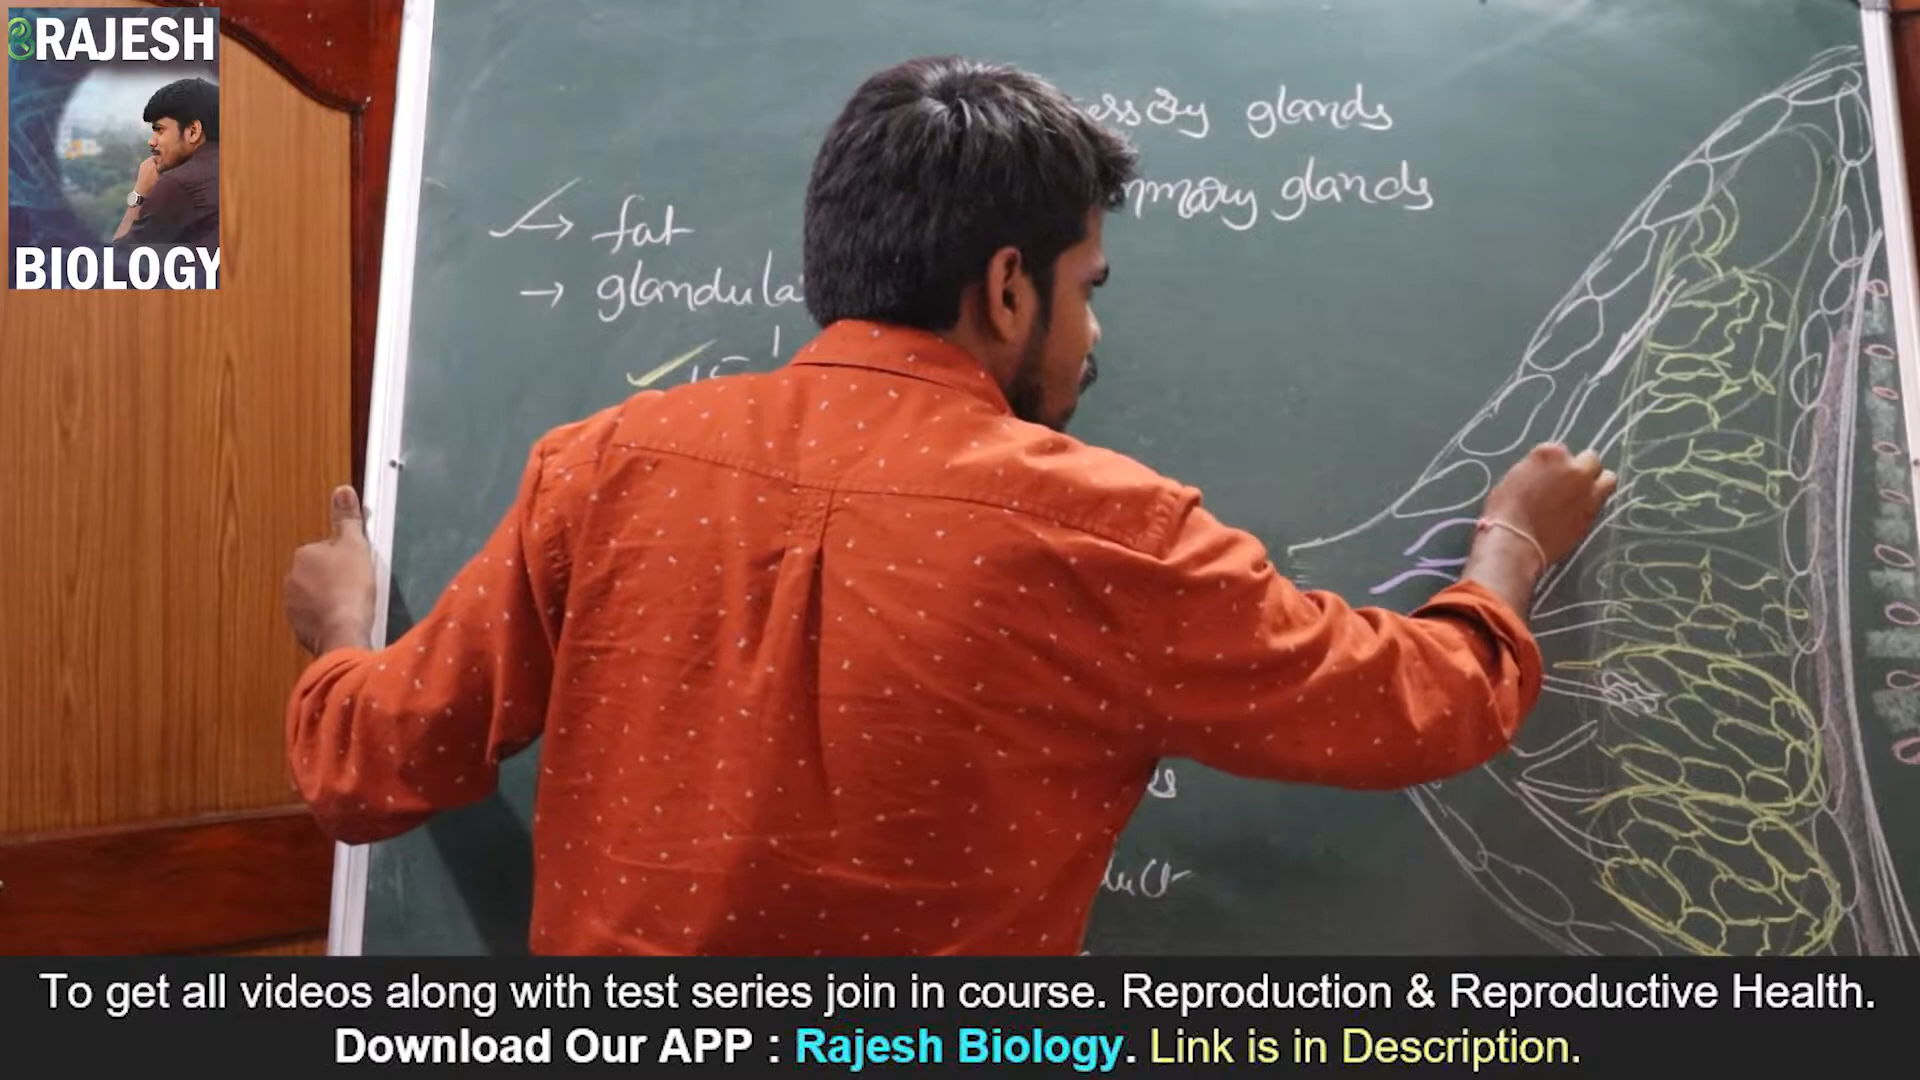 RAJESH
BIOLOGY
glands
glands
→ fat
→ glandula
To get all videos along with test series join in course. Reproduction & Reproductive Health.
Download Our APP : Rajesh Biology. Link is in Description.